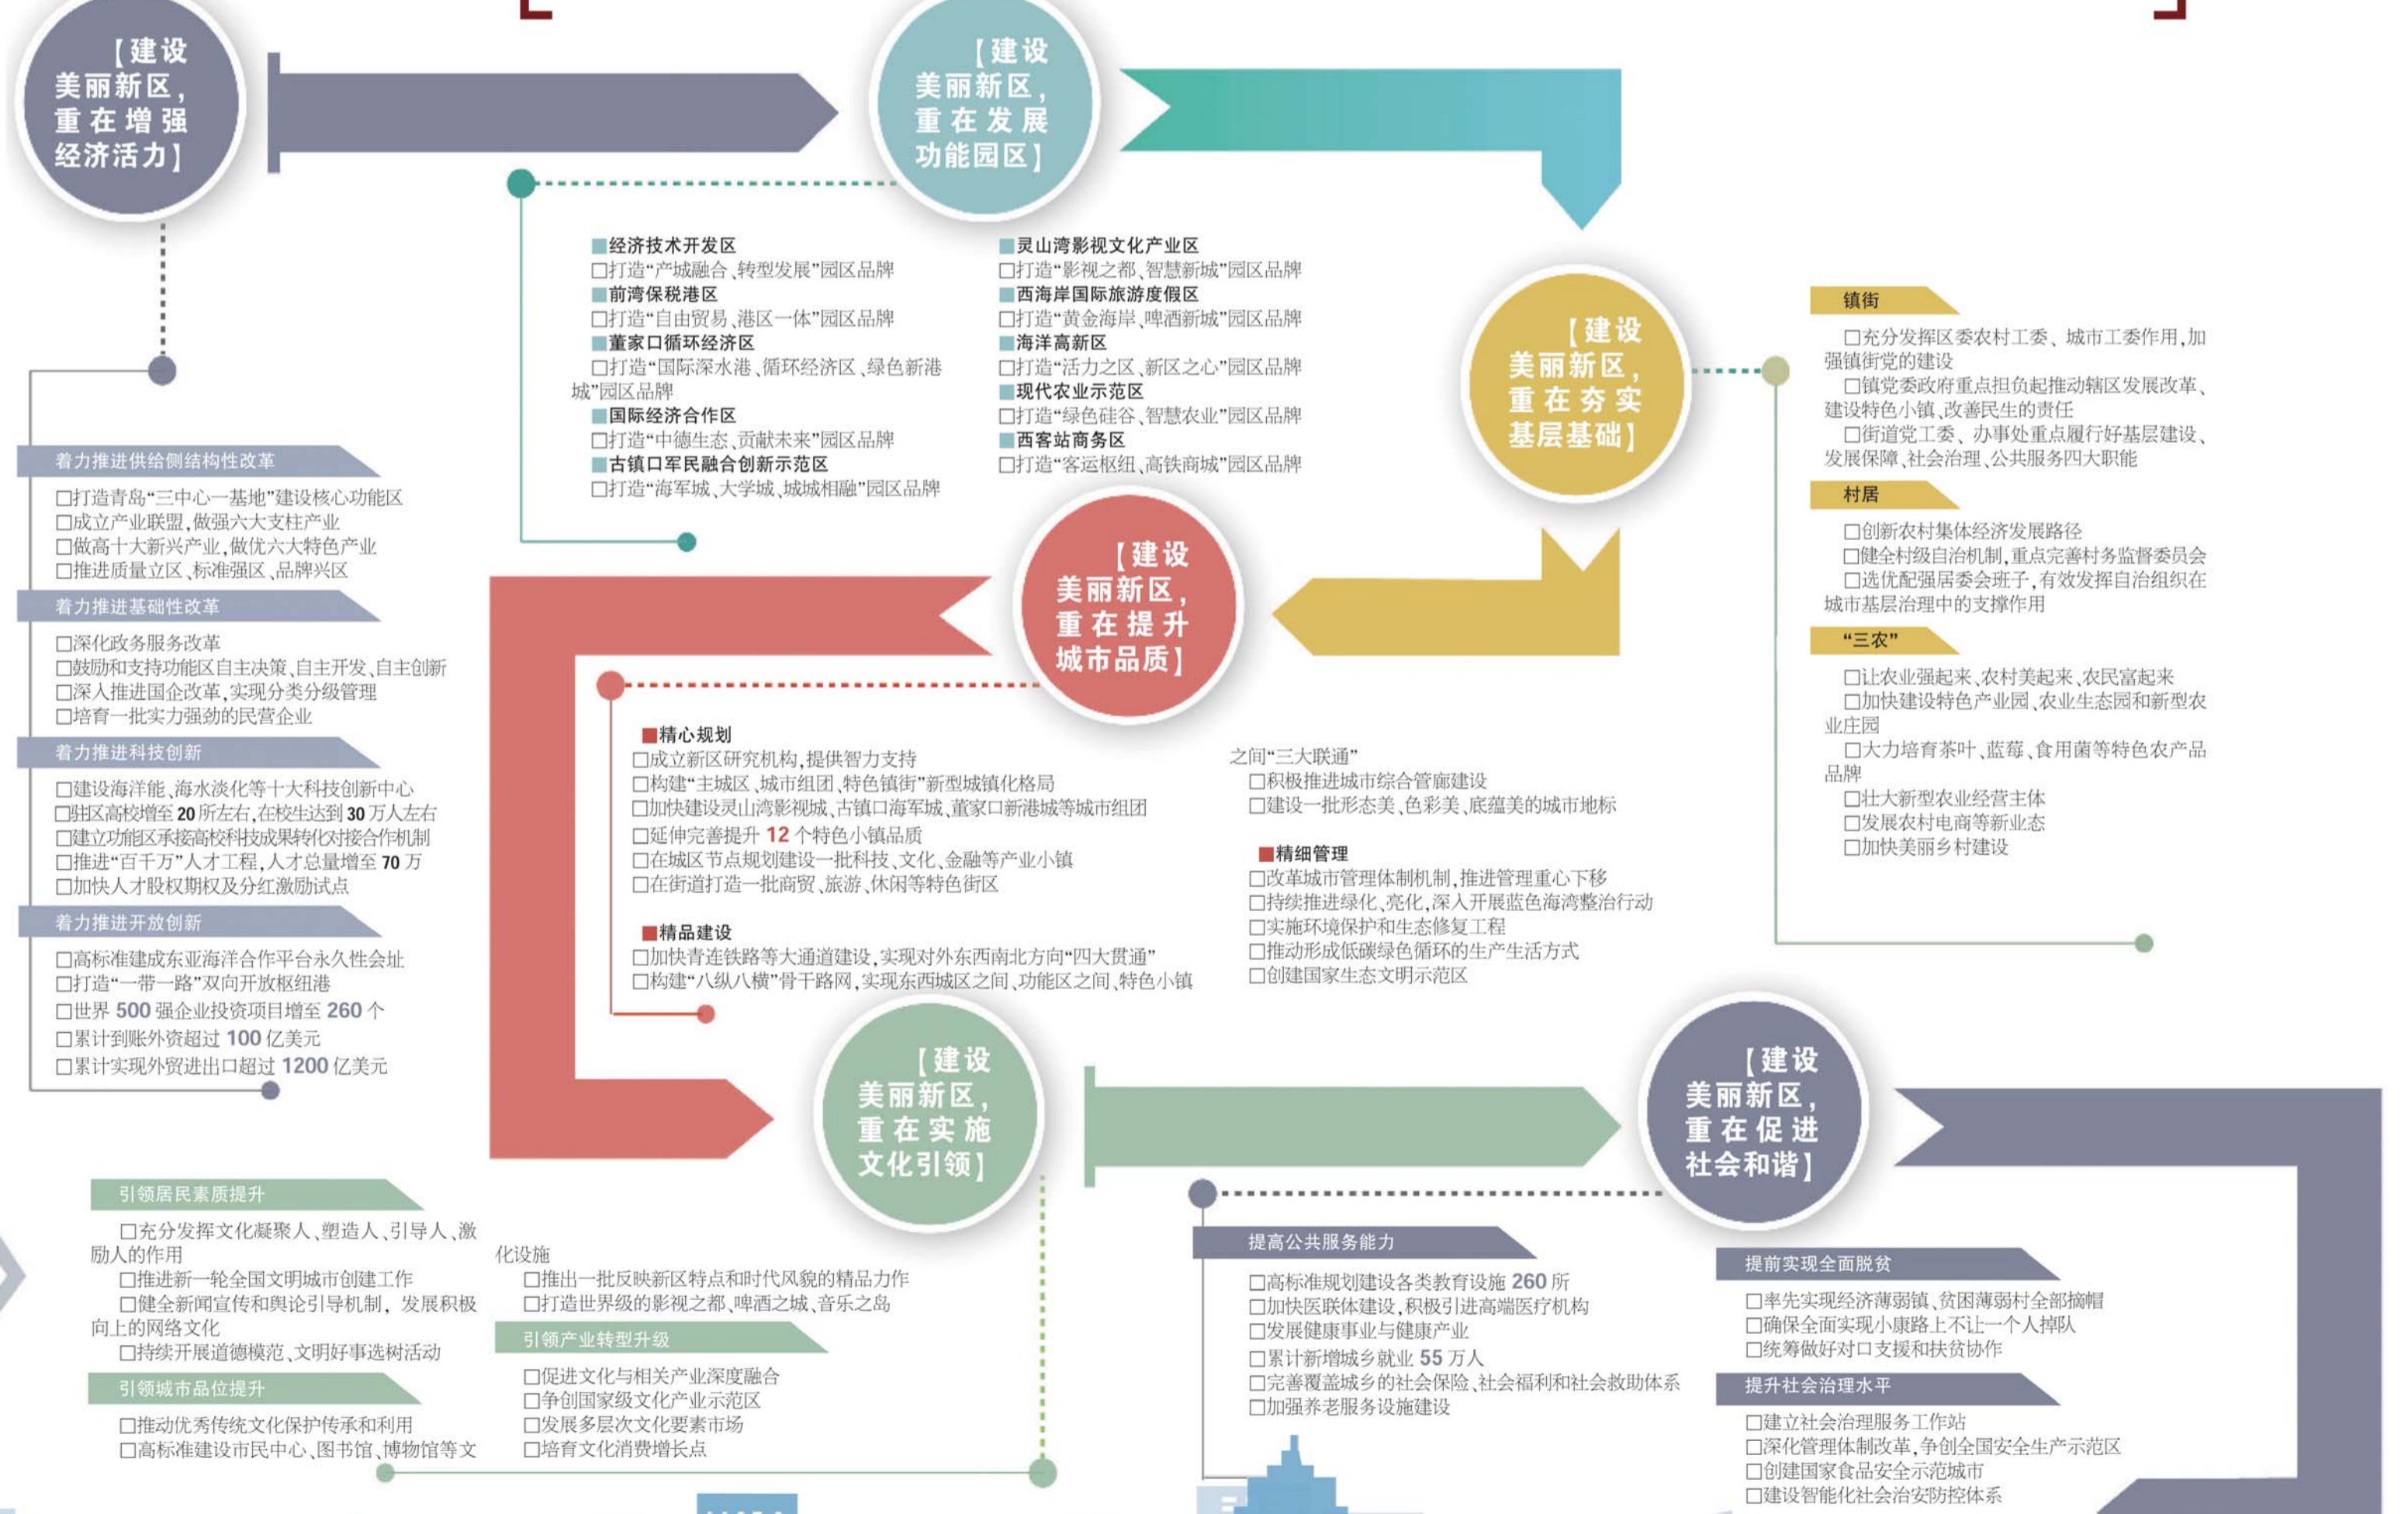 【建设
美丽新区，
重在增强
经济活力】
着力推进供给侧结构性改革
□打造青岛“三中心一基地”建设核心功能区
□成立产业联盟,做强六大支柱产业
□做高十大新兴产业,做优六大特色产业
□推进质量立区、标准强区、品牌兴区
着力推进基础性改革
□深化政务服务改革
□鼓励和支持功能区自主决策、自主开发、自主创新
□深入推进国企改革,实现分类分级管理
□培育一批实力强劲的民营企业
着力推进科技创新
□建设海洋能、海水淡化等十大科技创新中心
□驻区高校增至 20 所左右,在校生达到 30 万人左右
□建立功能区承接高校科技成果转化对接合作机制
□推进“百千万”人才工程,人才总量增至 70 万
□加快人才股权期权及分红激励试点
着力推进开放创新
□高标准建成东亚海洋合作平台永久性会址
□打造“一带一路”双向开放枢纽港
□世界 500 强企业投资项目增至 260 个
□累计到账外资超过 100 亿美元
□累计实现外贸进出口超过 1200 亿美元
【建设
美丽新区，
重在发展
功能园区】
■经济技术开发区
□打造“产城融合、转型发展”园区品牌
■前湾保税港区
□打造“自由贸易、港区一体”园区品牌
■董家口循环经济区
□打造“国际深水港、循环经济区、绿色新港
城”园区品牌
■国际经济合作区
□打造“中德生态、贡献未来”园区品牌
■古镇口军民融合创新示范区
□打造“海军城、大学城、城城相融”园区品牌
■灵山湾影视文化产业区
□打造“影视之都、智慧新城”园区品牌
■西海岸国际旅游度假区
□打造“黄金海岸、啤酒新城”园区品牌
■海洋高新区
□打造“活力之区、新区之心”园区品牌
■现代农业示范区
□打造“绿色硅谷、智慧农业”园区品牌
■西客站商务区
□打造“客运枢纽、高铁商城”园区品牌
【建设
美丽新区，
重在夯实
基层基础】
镇街
□充分发挥区委农村工委、城市工委作用,加
强镇街党的建设
□镇党委政府重点担负起推动辖区发展改革、
建设特色小镇、改善民生的责任
□街道党工委、办事处重点履行好基层建设、
发展保障、社会治理、公共服务四大职能
村居
□创新农村集体经济发展路径
□健全村级自治机制,重点完善村务监督委员会
□选优配强居委会班子,有效发挥自治组织在
城市基层治理中的支撑作用
“三农”
□让农业强起来、农村美起来、农民富起来
□加快建设特色产业园、农业生态园和新型农
业庄园
□大力培育茶叶、蓝莓、食用菌等特色农产品
品牌
□壮大新型农业经营主体
□发展农村电商等新业态
□加快美丽乡村建设
【建设
美丽新区，
重在提升
城市品质】
■精心规划
□成立新区研究机构,提供智力支持
□构建“主城区、城市组团、特色镇街”新型城镇化格局
□加快建设灵山湾影视城、古镇口海军城、董家口新港城等城市组团
□延伸完善提升 12 个特色小镇品质
□在城区节点规划建设一批科技、文化、金融等产业小镇
□在街道打造一批商贸、旅游、休闲等特色街区
■精品建设
□加快青连铁路等大通道建设,实现对外东西南北方向“四大贯通”
□构建“八纵八横”骨干路网,实现东西城区之间、功能区之间、特色小镇
之间“三大联通”
□积极推进城市综合管廊建设
□建设一批形态美、色彩美、底蕴美的城市地标
■精细管理
□改革城市管理体制机制,推进管理重心下移
□持续推进绿化、亮化,深入开展蓝色海湾整治行动
□实施环境保护和生态修复工程
□推动形成低碳绿色循环的生产生活方式
□创建国家生态文明示范区
【建设
美丽新区，
重在实施
文化引领】
引领居民素质提升
□充分发挥文化凝聚人、塑造人、引导人、激
励人的作用
□推进新一轮全国文明城市创建工作
□健全新闻宣传和舆论引导机制，发展积极
向上的网络文化
□持续开展道德模范、文明好事选树活动
引领城市品位提升
□推动优秀传统文化保护传承和利用
□高标准建设市民中心、图书馆、博物馆等文
化设施
□推出一批反映新区特点和时代风貌的精品力作
□打造世界级的影视之都、啤酒之城、音乐之岛
引领产业转型升级
□促进文化与相关产业深度融合
□争创国家级文化产业示范区
□发展多层次文化要素市场
□培育文化消费增长点
【建设
美丽新区，
重在促进
社会和谐】
提高公共服务能力
□高标准规划建设各类教育设施 260 所
□加快医联体建设,积极引进高端医疗机构
□发展健康事业与健康产业
□累计新增城乡就业 55 万人
□完善覆盖城乡的社会保险、社会福利和社会救助体系
□加强养老服务设施建设
提前实现全面脱贫
□率先实现经济薄弱镇、贫困薄弱村全部摘帽
□确保全面实现小康路上不让一个人掉队
□统筹做好对口支援和扶贫协作
提升社会治理水平
□建立社会治理服务工作站
□深化管理体制改革,争创全国安全生产示范区
□创建国家食品安全示范城市
□建设智能化社会治安防控体系